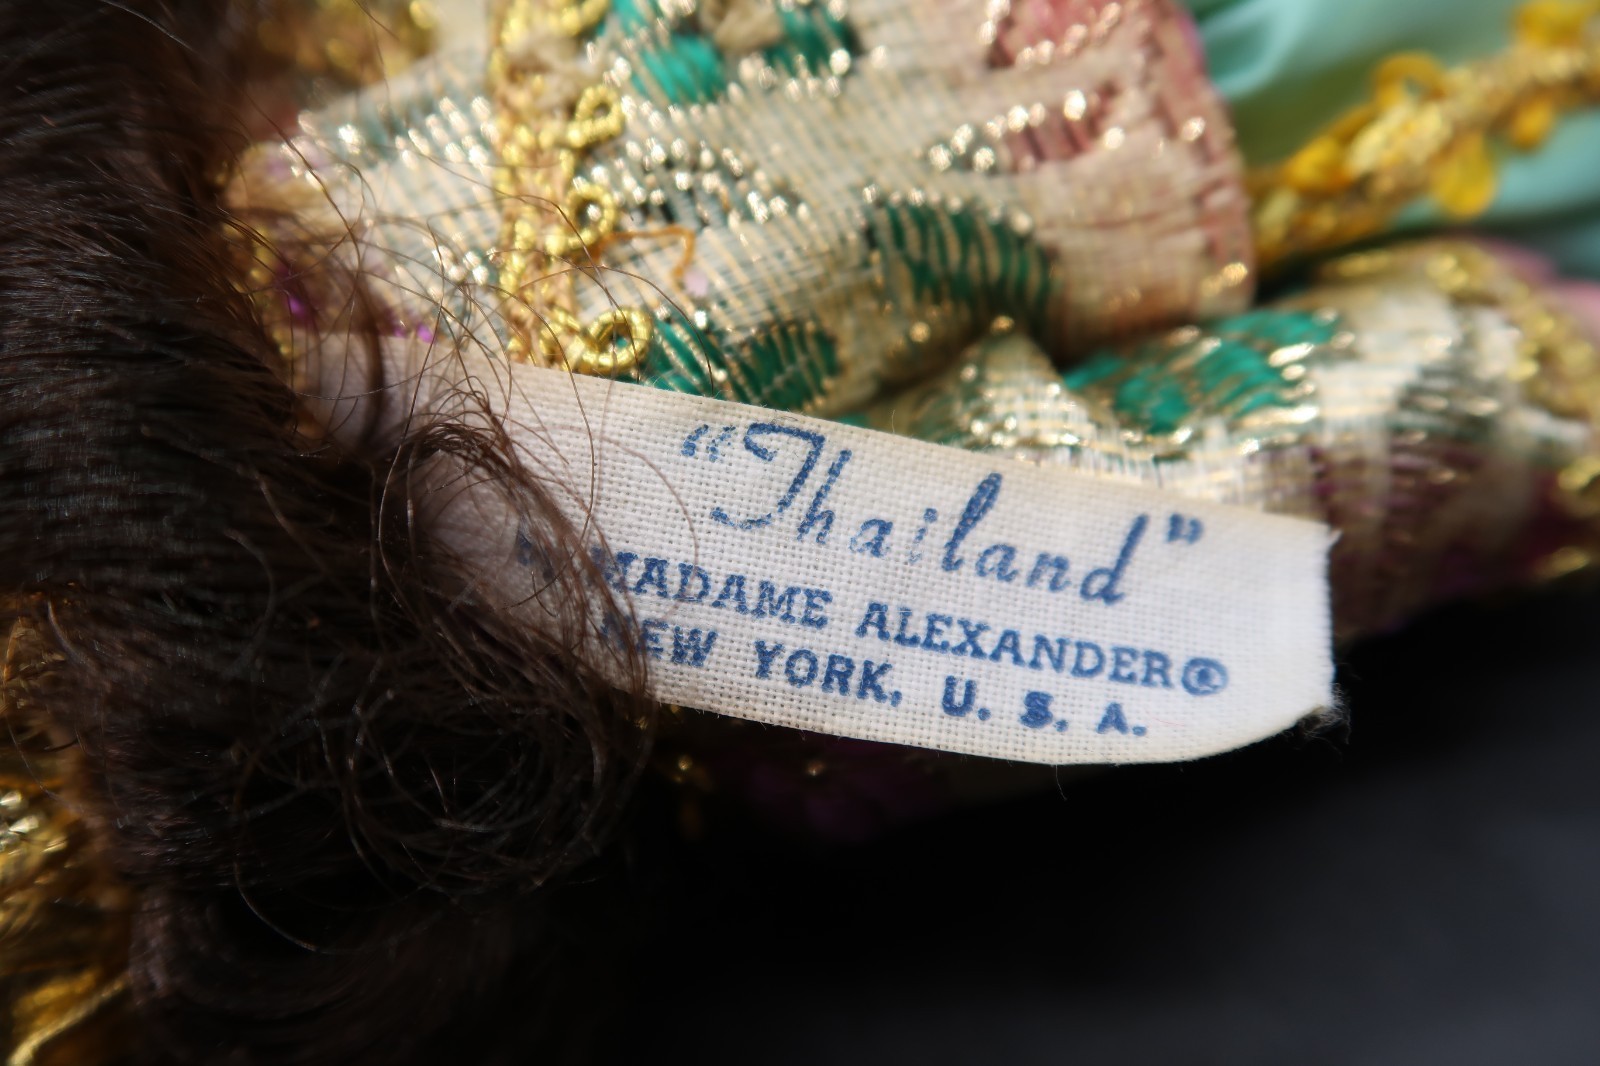 "Thailand"
MADAME ALEXANDER®
NEW YORK, U. S. A.